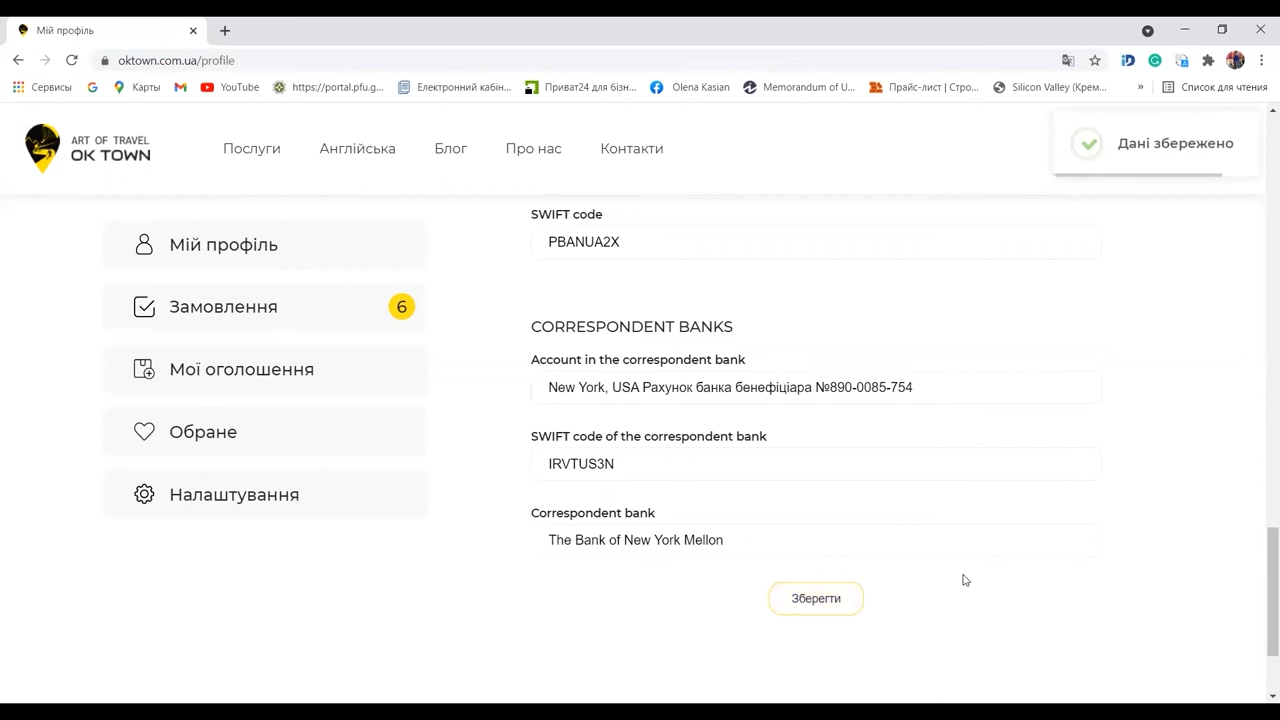 Мій профіль
oktown.com.ua/profile
Сервисы
Карты
YouTube
https://portal.pfu.g...
Електронний кабін...
Приват24 для бізн...
Olena Kasian
Memorandum of U...
Прайс-лист | Стро...
Silicon Valley (Крем...
»
Список для чтения
ART OF TRAVEL
OK TOWN
Послуги
Англійська
Блог
Про нас
Контакти
Дані збережено
Мій профіль
Замовлення
6
Мої оголошення
Обране
Налаштування
SWIFT code
PBANUA2X
CORRESPONDENT BANKS
Account in the correspondent bank
New York, USA Рахунок банка бенефіціара №890-0085-754
SWIFT code of the correspondent bank
IRVTUS3N
Correspondent bank
The Bank of New York Mellon
Зберегти